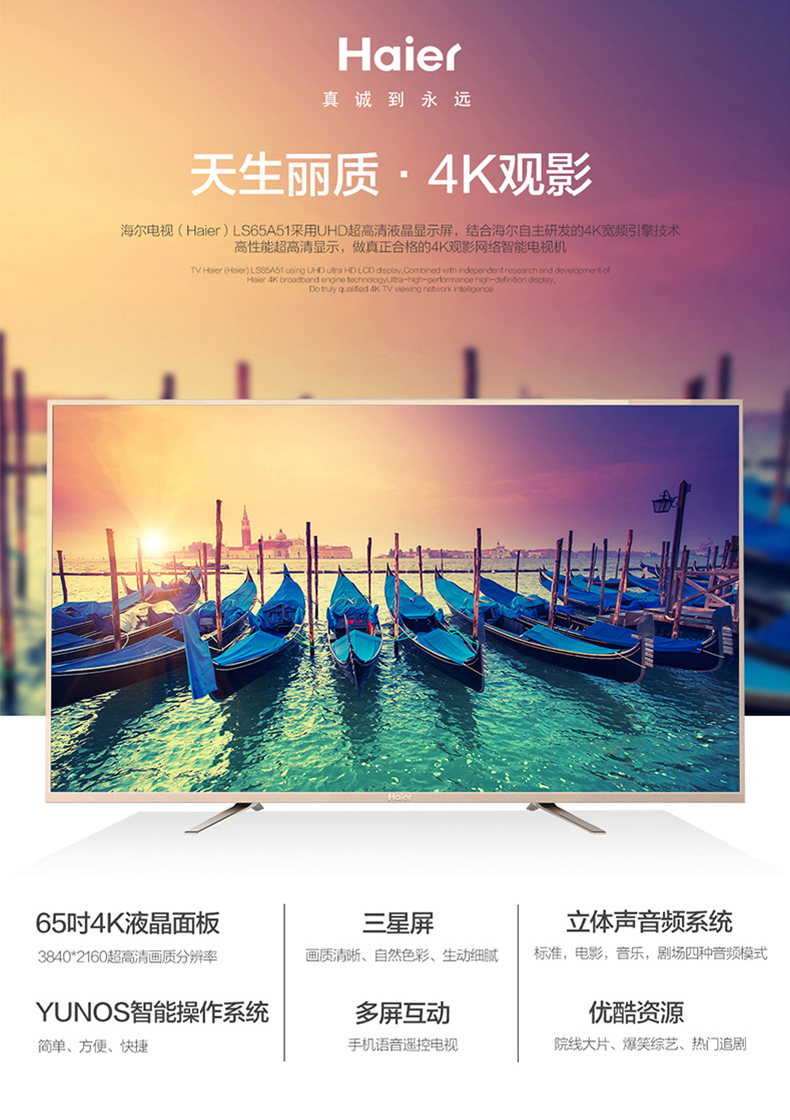 Haier
真诚到永远
天生丽质·4K观影
海尔电视（Haier）LS65A51采用UHD超高清液晶显示屏，结合海尔自主研发的4K宽频引擎技术
高性能超高清显示，做真正合格的4K观影网络智能电视机
TV Haier (Haier) LS65A51 using UHD ultra HD LCD display,Combined with independent research and development of
Haier 4K broadband engine technologyUltra-high-performance high-definition display,
Do truly qualified 4K TV viewing network intelligence
Haier
65吋4K液晶面板
3840*2160超高清画质分辨率
三星屏
画质清晰、自然色彩、生动细腻
立体声音频系统
标准，电影，音乐，剧场四种音频模式
YUNOS智能操作系统
简单、方便、快捷
多屏互动
手机语音遥控电视
优酷资源
院线大片、爆笑综艺、热门追剧